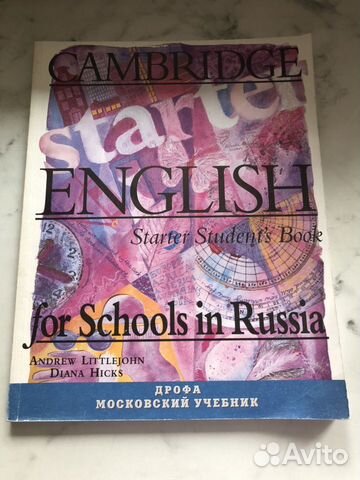 CAMBRIDGE
starter
ENGLISH
Starter Student's Book
for Schools in Russia
ANDREW LITTLEJOHN
DIANA HICKS
ДРОФА
МОСКОВСКИЙ УЧЕБНИК
Avito